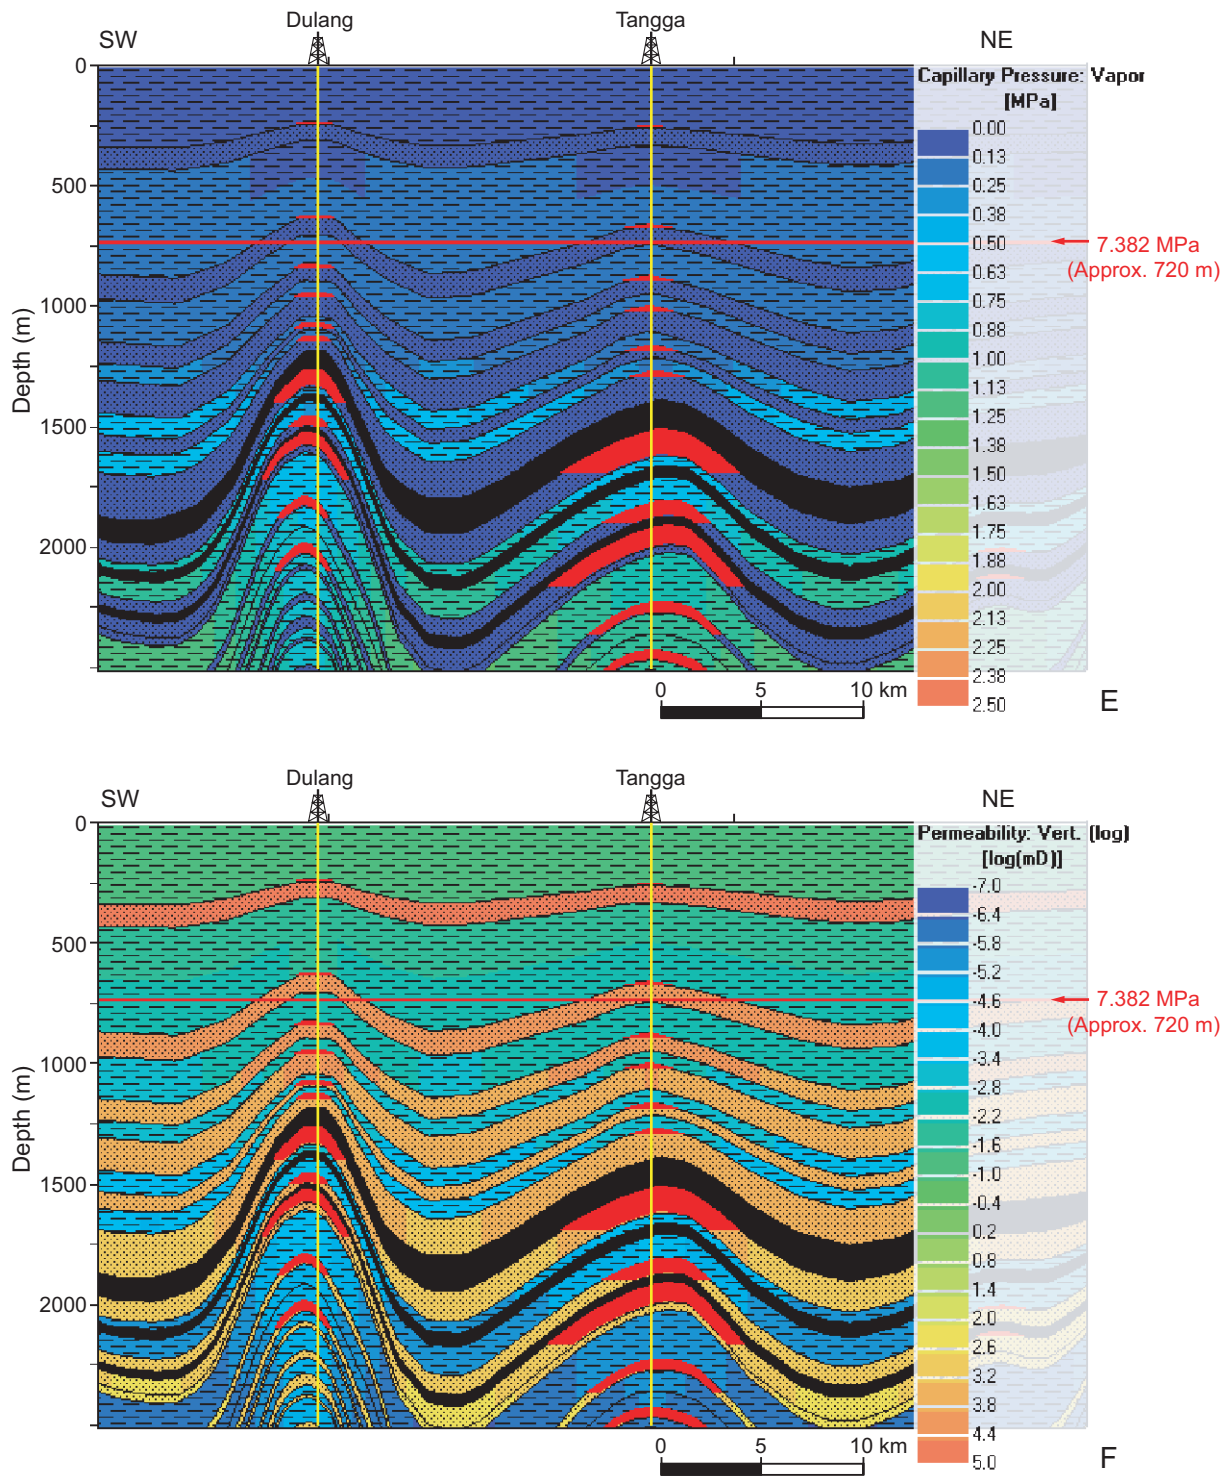 Dulang
Tangga
SW
NE
0
500
1000
1500
2000
Depth (m)
Capillary Pressure: Vapor
[MPa]
0.00
0.13
0.25
0.38
0.50
0.63
0.75
0.88
1.00
1.13
1.25
1.38
1.50
1.63
1.75
1.88
2.00
2.13
2.25
2.38
2.50
7.382 MPa
(Approx. 720 m)
0
5
10 km
E
Dulang
Tangga
SW
NE
0
500
1000
1500
2000
Depth (m)
Permeability: Vert. (log)
[log(mD)]
-7.0
-6.4
-5.8
-5.2
-4.6
-4.0
-3.4
-2.8
-2.2
-1.6
-1.0
-0.4
0.2
0.8
1.4
2.0
2.6
3.2
3.8
4.4
5.0
7.382 MPa
(Approx. 720 m)
0
5
10 km
F